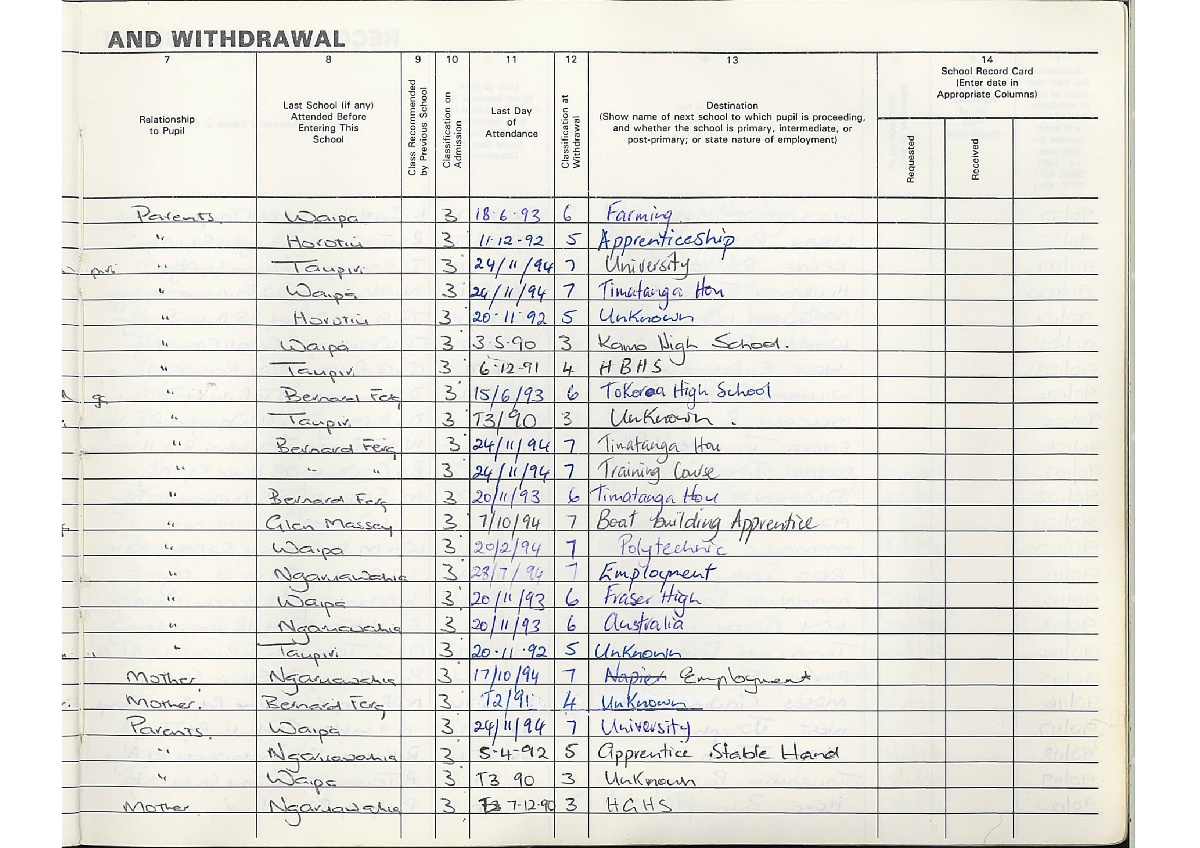 AND WITHDRAWAL
7 8 9 10 11 12 13 14
Relationship to Pupil
Last School (if any) Attended Before Entering This School
Class Recommended by Previous School
Classification on Admission
Last Day of Attendance
Classification at Withdrawal
Destination
(Show name of next school to which pupil is proceeding, and whether the school is primary, intermediate, or post-primary; or state nature of employment)
School Record Card
(Enter date in Appropriate Columns)
Requested
Received
Parents. Waipa 3 18·6·93 6 Farming.
" Horotiu 3 11·12·92 5 Apprenticeship
" Taupiri 3 24/11/94 7 University
" Waipa 3 24/11/94 7 Timatanga Hou
" Horotiu 3 20·11·92 5 Unknown
" Waipa 3 3·5·90 3 Kamo High School.
" Taupiri 3 6·12·91 4 HBHS
" Bernard Ferg 3 15/6/93 6 Tokoroa High School
" Taupiri 3 T3/90 3 Unknown.
" Bernard Ferg 3 24/11/94 7 Timatanga Hou
" " " 3 24/11/94 7 Training Course
" Bernard Ferg 3 20/11/93 6 Timatanga Hou
" Glen Massey 3 7/10/94 7 Boat building Apprentice
" Waipa 3 20/2/94 7 Polytechnic
" Ngaruawahia 3 28/7/94 7 Employment
" Waipa 3 20/11/93 6 Fraser High
" Ngaruawahia 3 20/11/93 6 Australia
" Taupiri 3 20·11·92 5 Unknown
Mother. Ngaruawahia 3 17/10/94 7 Napier Employment
Mother. Bernard Ferg 3 T2/91 4 Unknown
Parents. Waipa 3 24/11/94 7 University
" Ngaruawahia 3 5·4·92 5 Apprentice Stable Hand
" Waipa 3 T3 90 3 Unknown
Mother Ngaruawahia 3 T3 7·12·90 3 HGHS